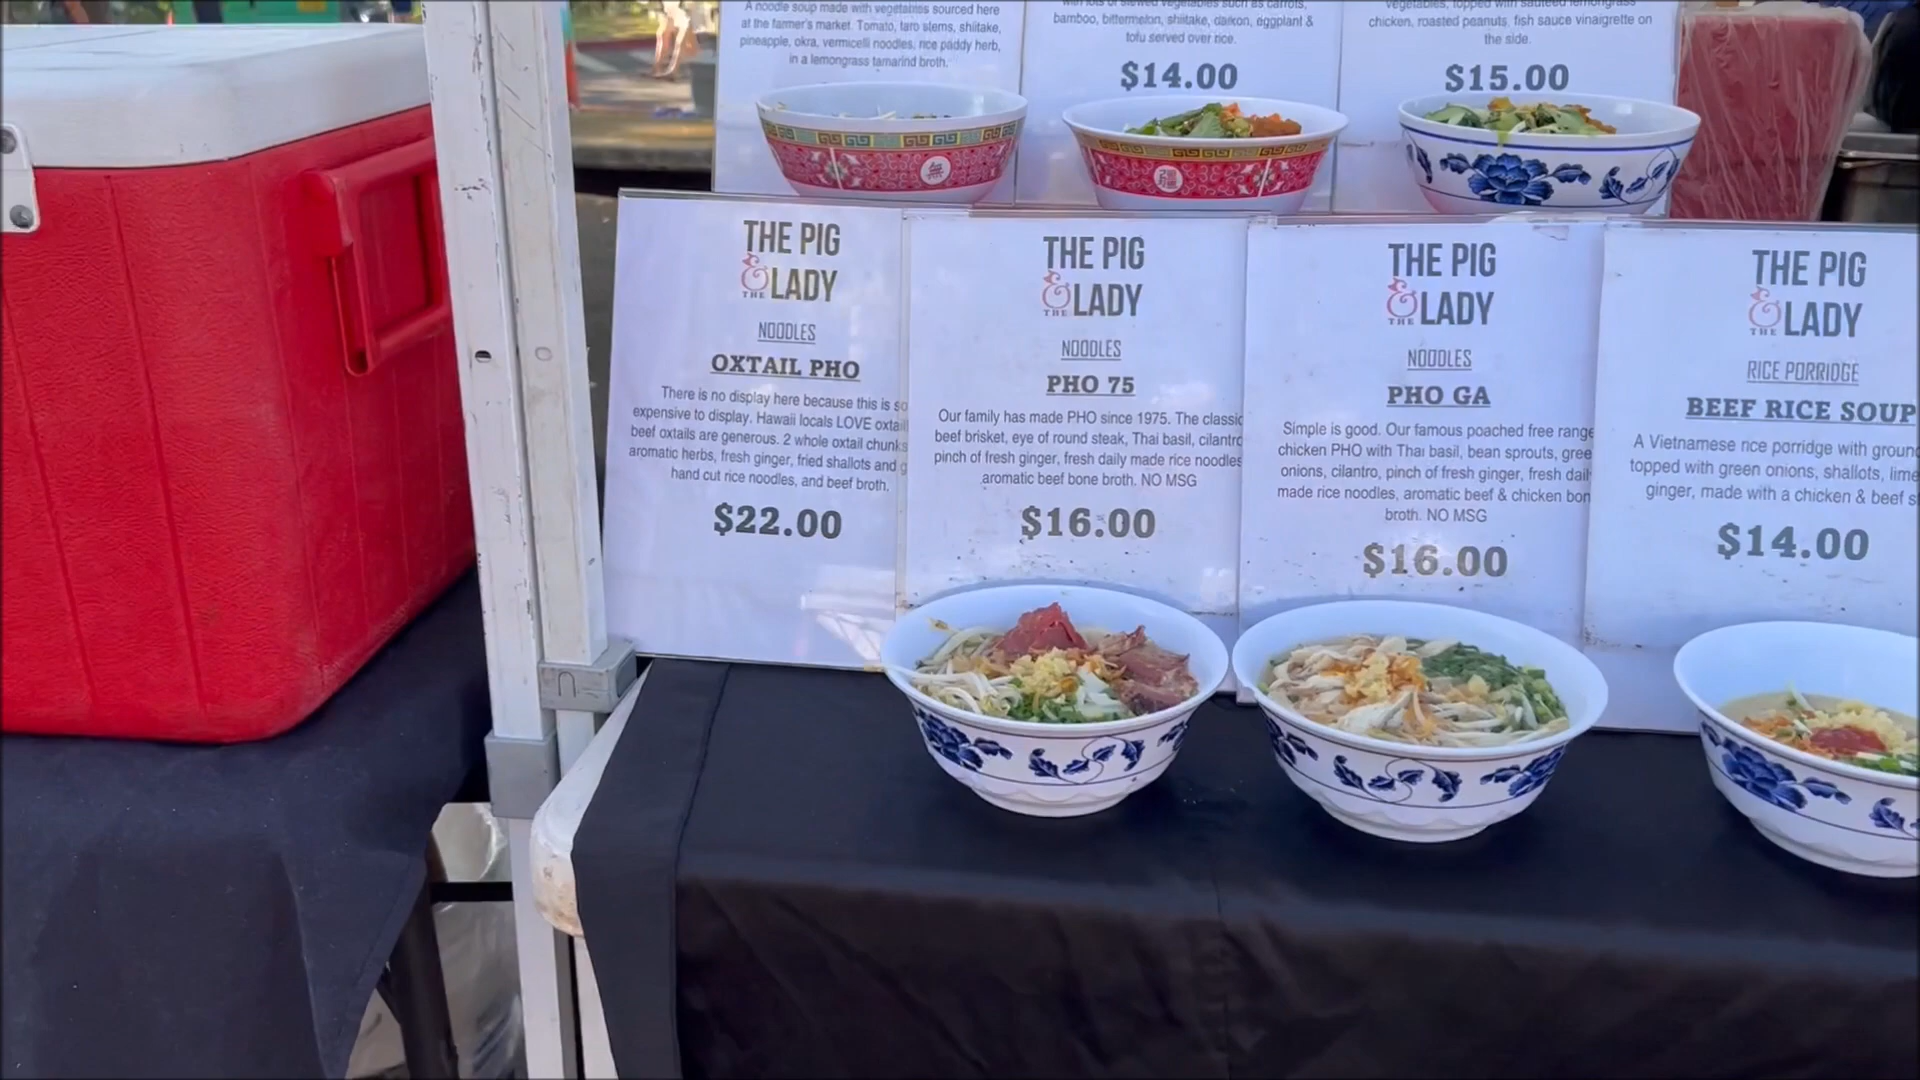 A noodle soup made with vegetables sourced here
at the farmer's market. Tomato, taro stems, shiitake,
pineapple, okra, vermicelli noodles, rice paddy herb,
in a lemongrass tamarind broth.
with lots of stewed vegetables such as carrots,
bamboo, bittermelon, shiitake, daikon, eggplant &
tofu served over rice.
$14.00
vegetables, topped with sauteed lemongrass
chicken, roasted peanuts, fish sauce vinaigrette on
the side.
$15.00
THE PIG
& THE LADY
NOODLES
OXTAIL PHO
There is no display here because this is so
expensive to display. Hawaii locals LOVE oxtail
beef oxtails are generous. 2 whole oxtail chunks
aromatic herbs, fresh ginger, fried shallots and g
hand cut rice noodles, and beef broth.
$22.00
THE PIG
& THE LADY
NOODLES
PHO 75
Our family has made PHO since 1975. The classic
beef brisket, eye of round steak, Thai basil, cilantro
pinch of fresh ginger, fresh daily made rice noodles
aromatic beef bone broth. NO MSG
$16.00
THE PIG
& THE LADY
NOODLES
PHO GA
Simple is good. Our famous poached free range
chicken PHO with Thai basil, bean sprouts, gree
onions, cilantro, pinch of fresh ginger, fresh dail
made rice noodles, aromatic beef & chicken bon
broth. NO MSG
$16.00
THE PIG
& THE LADY
RICE PORRIDGE
BEEF RICE SOUP
A Vietnamese rice porridge with ground
topped with green onions, shallots, lime
ginger, made with a chicken & beef s
$14.00